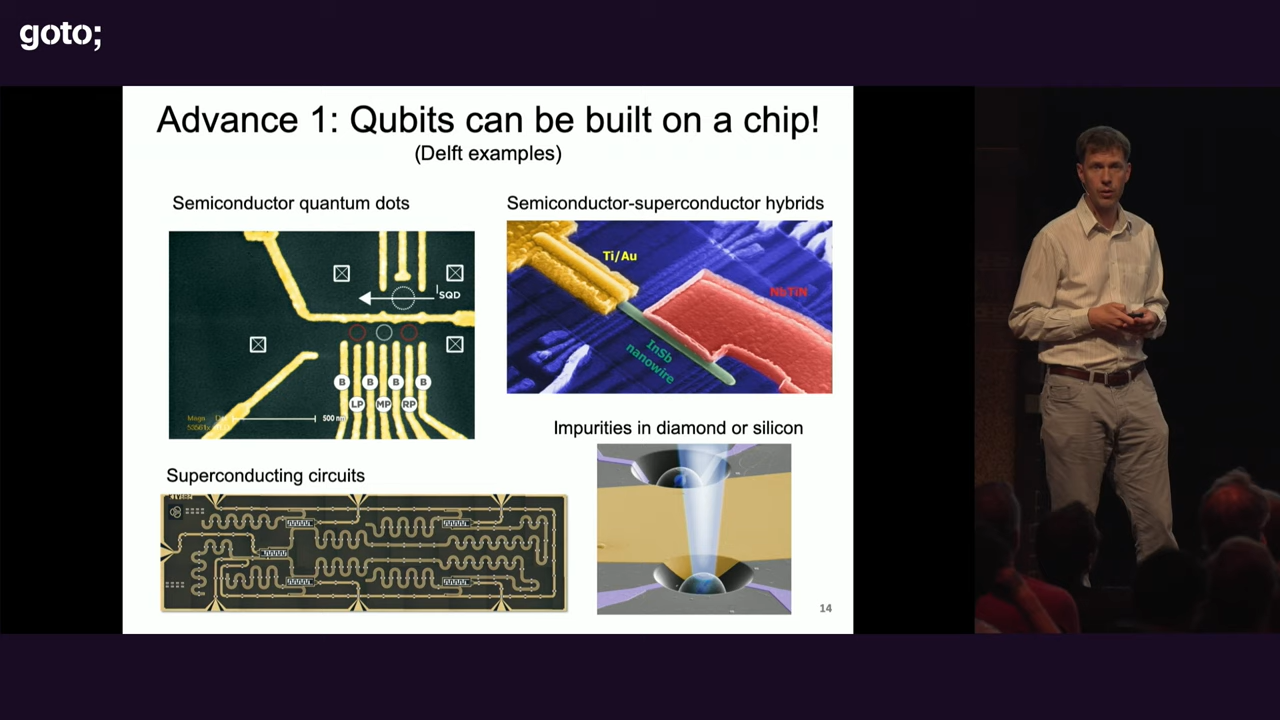 goto;
Advance 1: Qubits can be built on a chip!
(Delft examples)
Semiconductor quantum dots
Semiconductor-superconductor hybrids
ISQD
B B B B
LP MP RP
500 nm
Ti/Au
NbTiN
InSb
nanowire
Superconducting circuits
Impurities in diamond or silicon
14